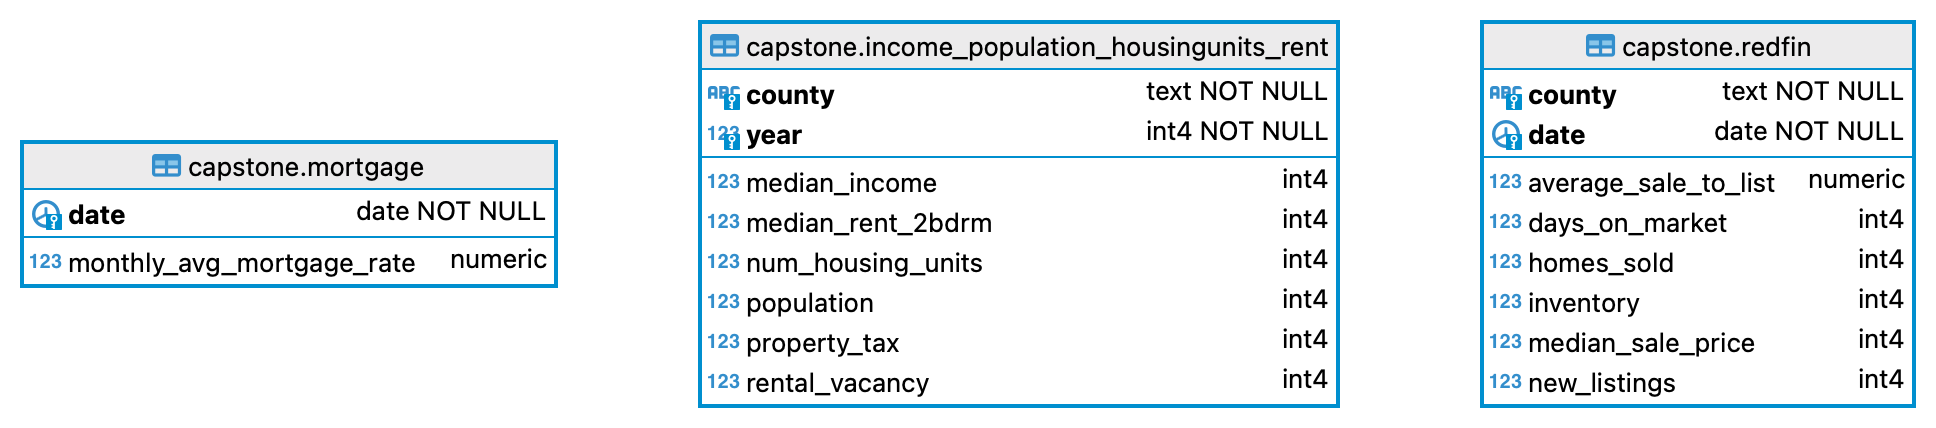 capstone.mortgage
date date NOT NULL
123 monthly_avg_mortgage_rate numeric
capstone.income_population_housingunits_rent
ABC county text NOT NULL
123 year int4 NOT NULL
123 median_income int4
123 median_rent_2bdrm int4
123 num_housing_units int4
123 population int4
123 property_tax int4
123 rental_vacancy int4
capstone.redfin
ABC county text NOT NULL
date date NOT NULL
123 average_sale_to_list numeric
123 days_on_market int4
123 homes_sold int4
123 inventory int4
123 median_sale_price int4
123 new_listings int4